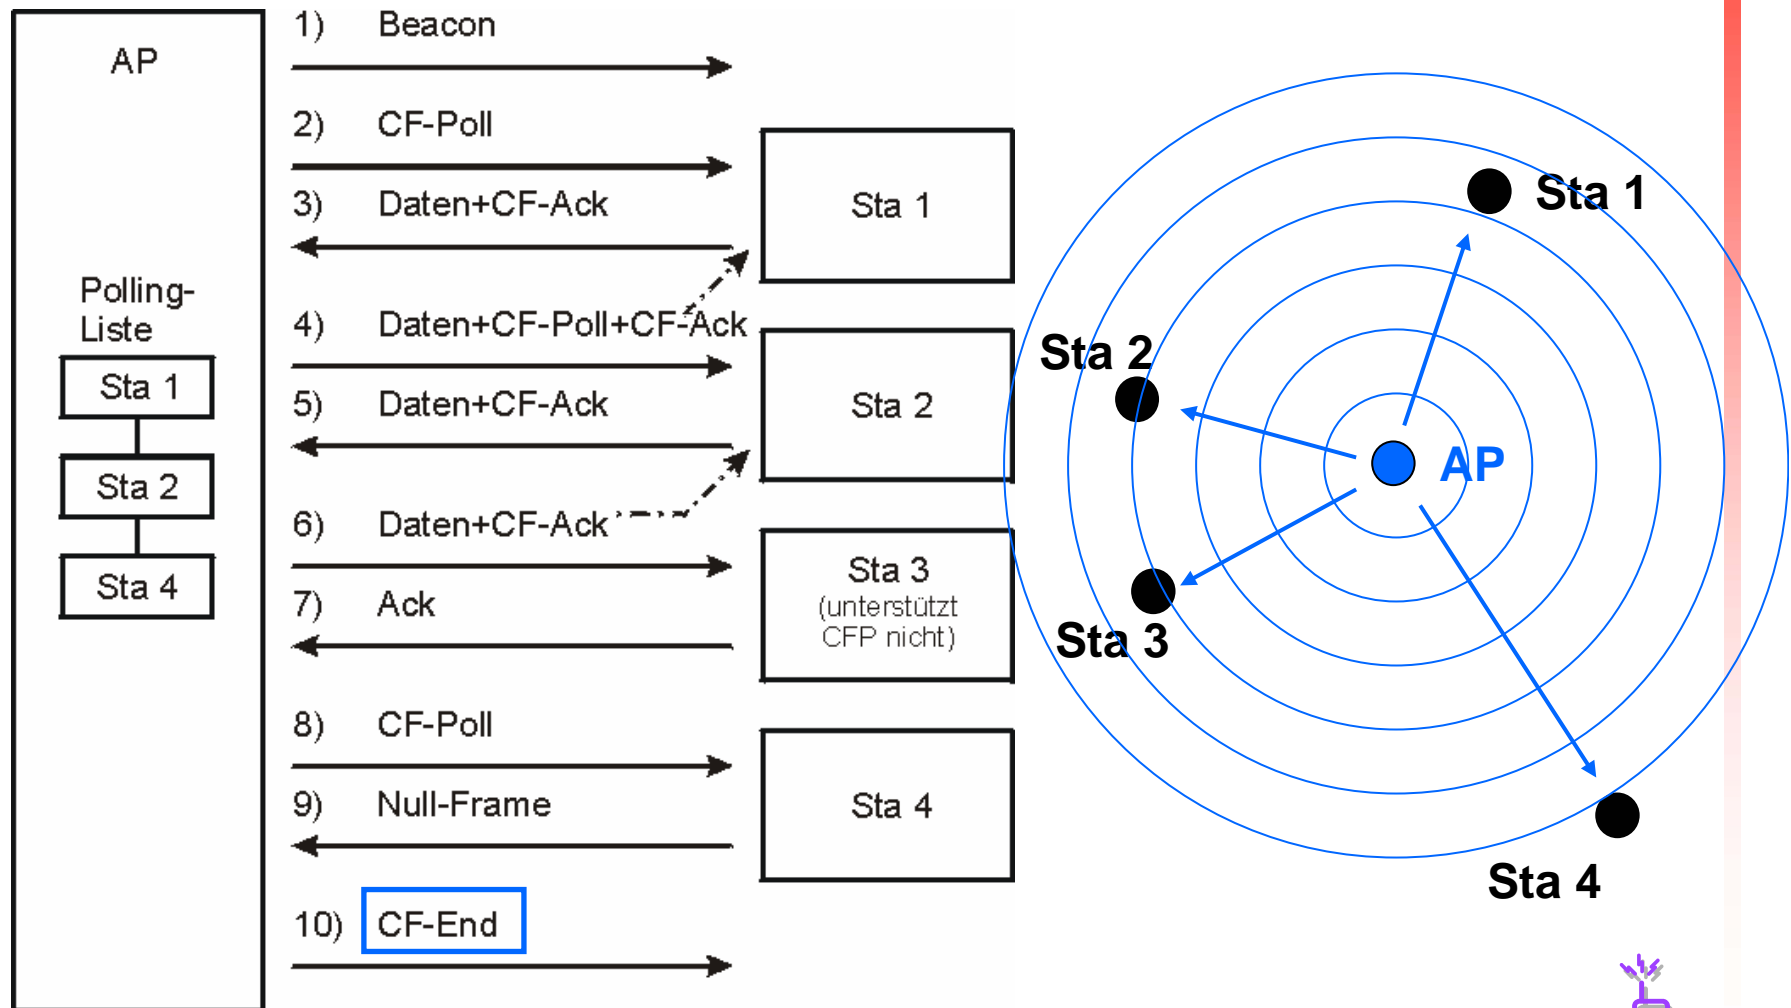 AP
Polling-
Liste
Sta 1
Sta 2
Sta 4
1) Beacon
2) CF-Poll
3) Daten+CF-Ack
4) Daten+CF-Poll+CF-Ack
5) Daten+CF-Ack
6) Daten+CF-Ack
7) Ack
8) CF-Poll
9) Null-Frame
10) CF-End
Sta 1
Sta 2
Sta 3
(unterstützt
CFP nicht)
Sta 4
Sta 1
Sta 2
AP
Sta 3
Sta 4